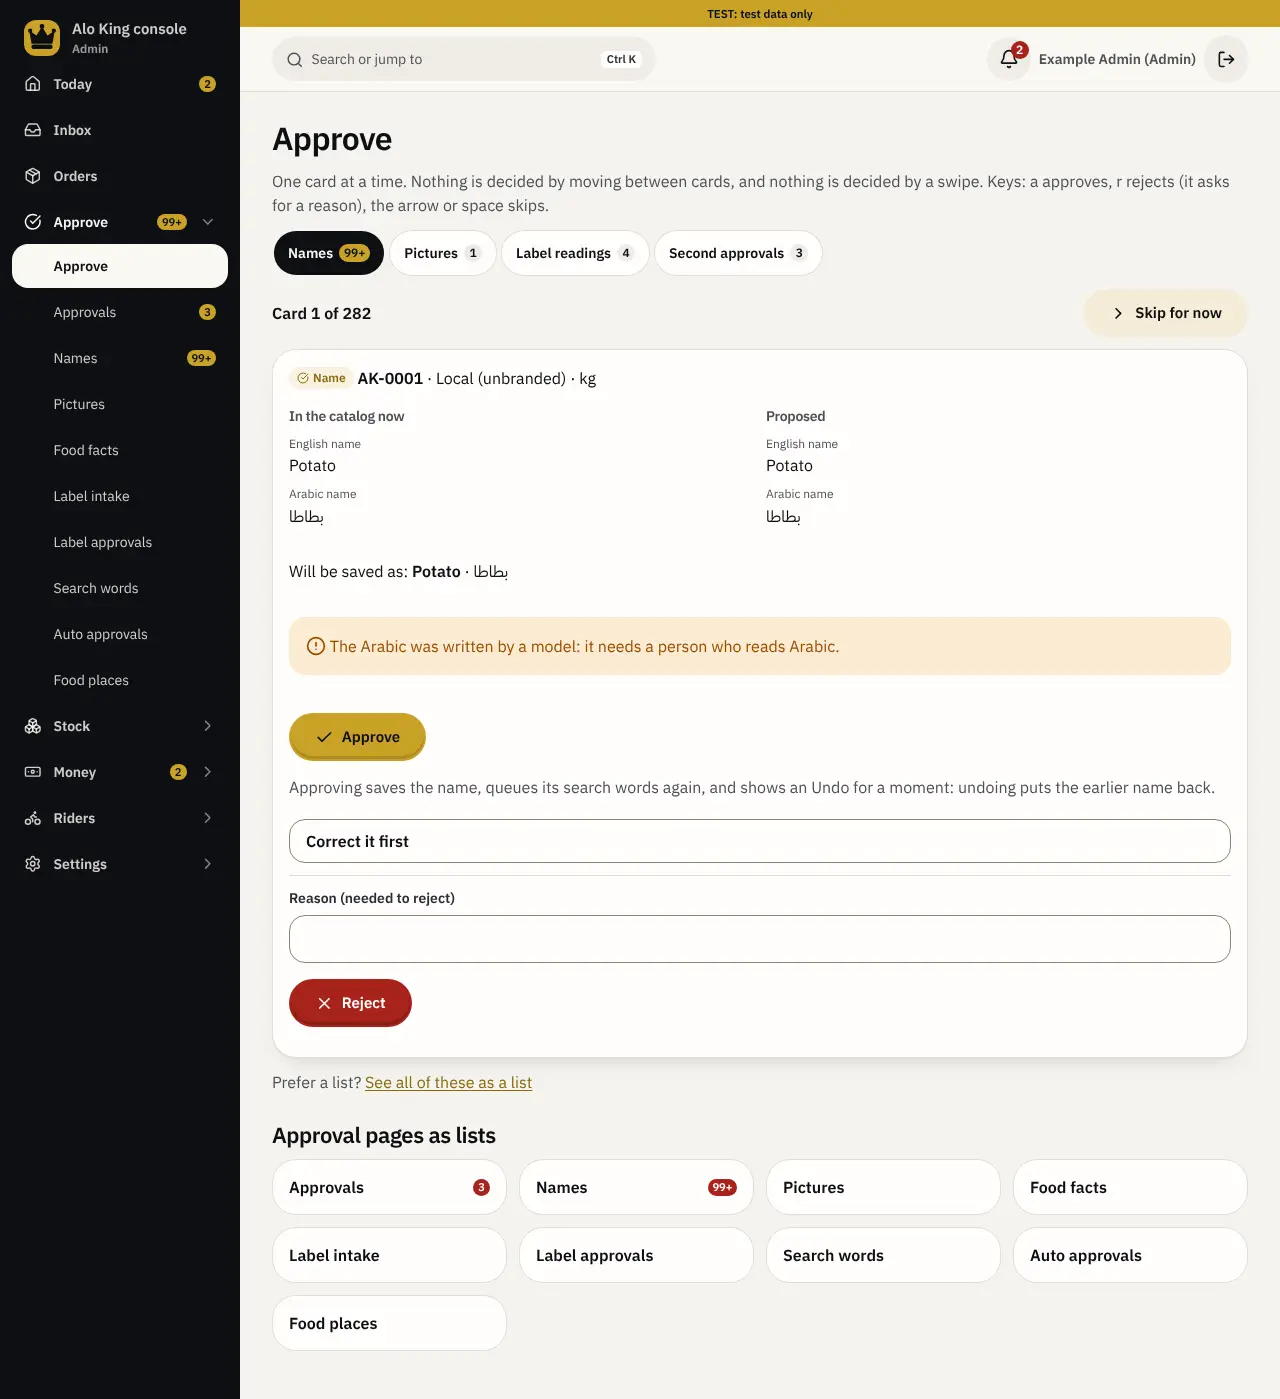 Alo King console
Admin
Today 2
Inbox
Orders
Approve 99+
Approve
Approvals 3
Names 99+
Pictures
Food facts
Label intake
Label approvals
Search words
Auto approvals
Food places
Stock
Money 2
Riders
Settings
TEST: test data only
Search or jump to Ctrl K
2 Example Admin (Admin)
Approve
One card at a time. Nothing is decided by moving between cards, and nothing is decided by a swipe. Keys: a approves, r rejects (it asks
for a reason), the arrow or space skips.
Names 99+ Pictures 1 Label readings 4 Second approvals 3
Card 1 of 282 Skip for now
Name AK-0001 · Local (unbranded) · kg
In the catalog now Proposed
English name English name
Potato Potato
Arabic name Arabic name
بطاطا بطاطا
Will be saved as: Potato · بطاطا
The Arabic was written by a model: it needs a person who reads Arabic.
Approve
Approving saves the name, queues its search words again, and shows an Undo for a moment: undoing puts the earlier name back.
Correct it first
Reason (needed to reject)
Reject
Prefer a list? See all of these as a list
Approval pages as lists
Approvals 3 Names 99+ Pictures Food facts
Label intake Label approvals Search words Auto approvals
Food places